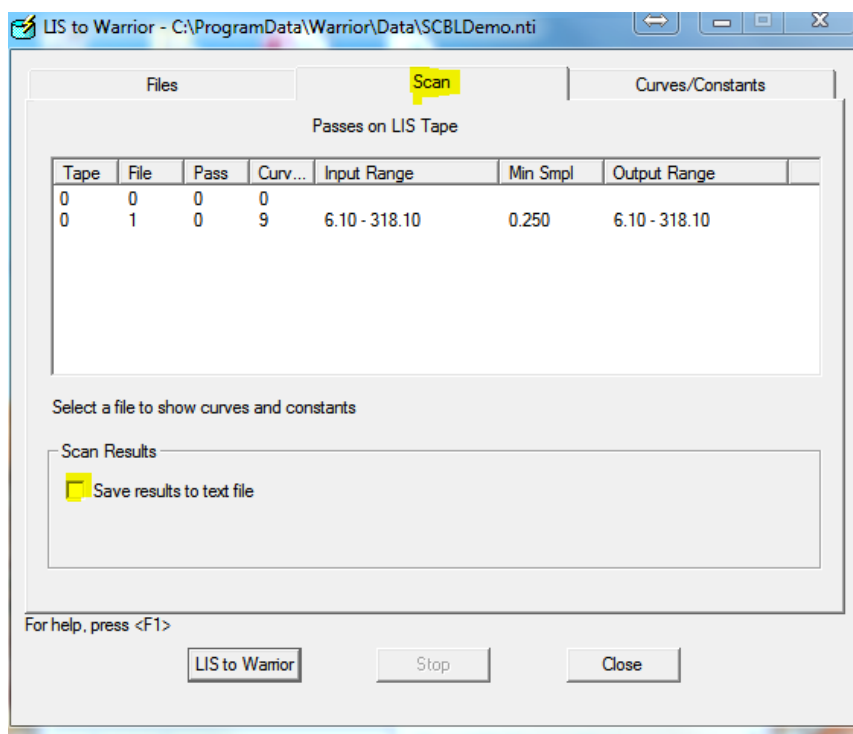 LIS to Warrior - C:\ProgramData\Warrior\Data\SCBLDemo.nti
Files Scan Curves/Constants
Passes on LIS Tape
Tape File Pass Curv... Input Range Min Smpl Output Range
0 0 0 0
0 1 0 9 6.10 - 318.10 0.250 6.10 - 318.10
Select a file to show curves and constants
Scan Results
Save results to text file
For help, press <F1>
LIS to Warrior Stop Close